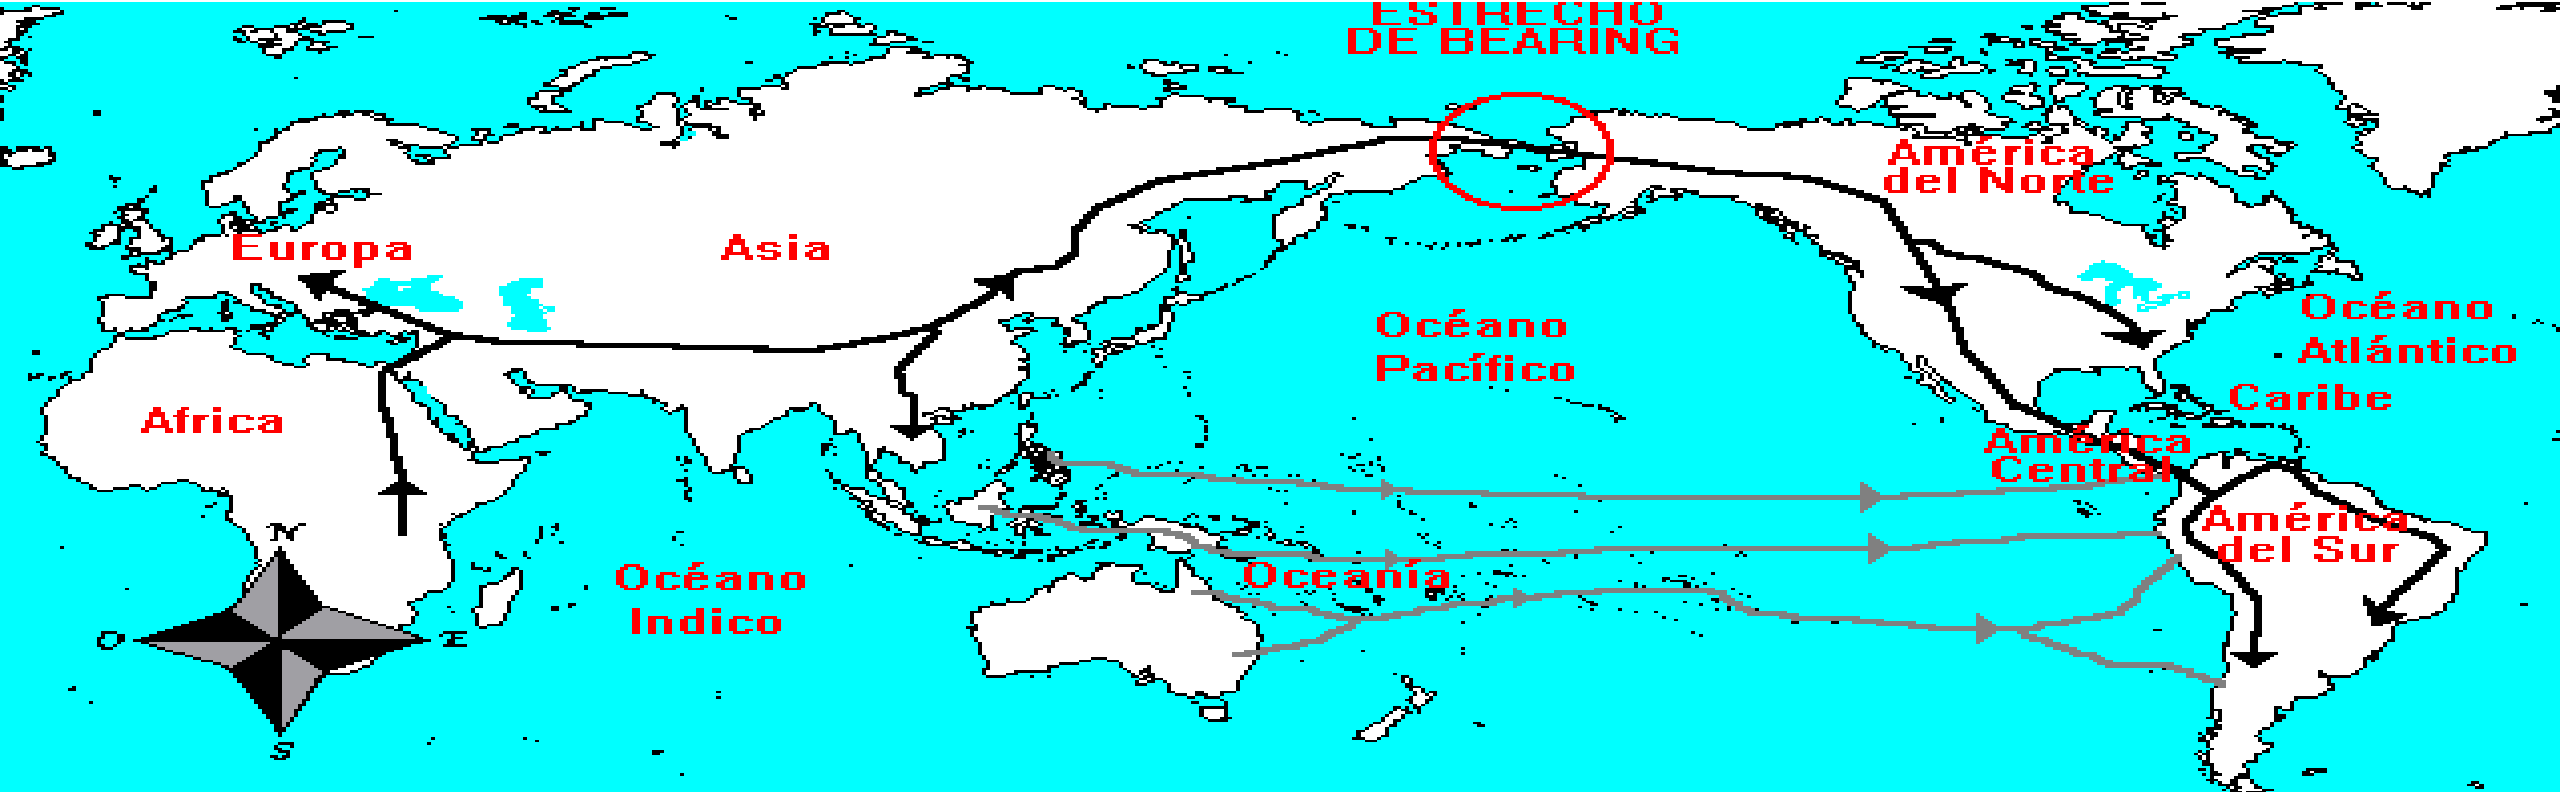 ESTRECHO
DE BEARING
América
del Norte
Europa
Asia
Océano
Pacífico
Océano
Atlántico
Caribe
Africa
América
Central
América
del Sur
Océano
Indico
Oceanía
N
O
E
S